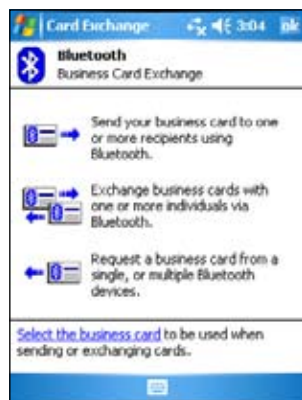 Card Exchange 3:04 ok
Bluetooth
Business Card Exchange
Send your business card to one
or more recipients using
Bluetooth.
Exchange business cards with
one or more individuals via
Bluetooth.
Request a business card from a
single, or multiple Bluetooth
devices.
Select the business card to be used when
sending or exchanging cards.